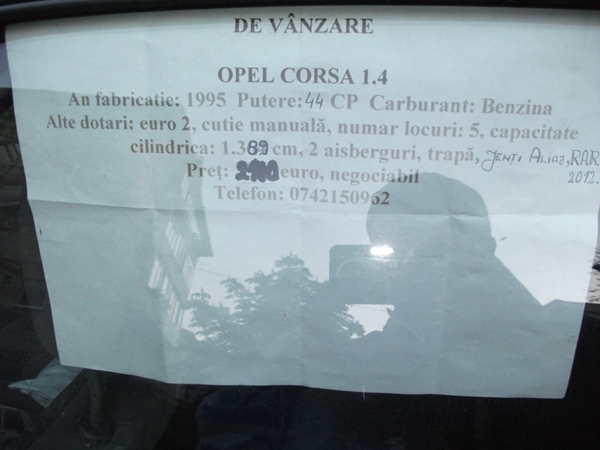 DE VÂNZARE
OPEL CORSA 1.4
An fabricatie: 1995 Putere: 44 CP Carburant: Benzina
Alte dotari: euro 2, cutie manuală, numar locuri: 5, capacitate
cilindrica: 1.389 cm, 2 aisberguri, trapă, JENȚI ALIAJ, RAR
2012.
Preț: euro, negociabil
Telefon: 0742150962